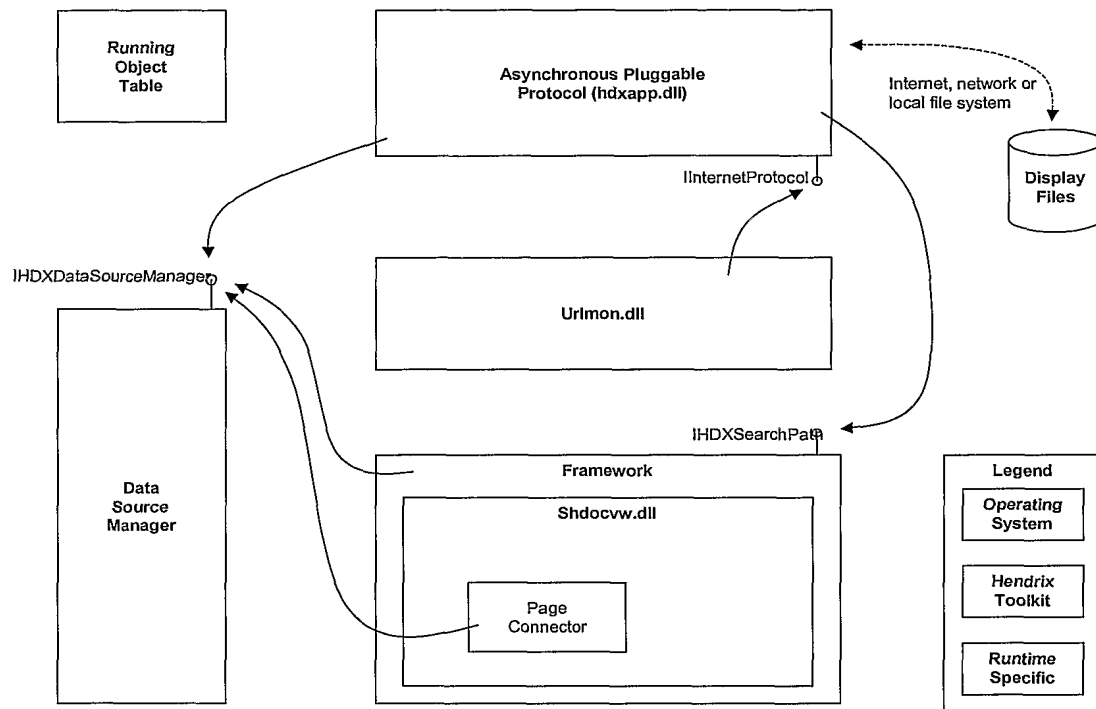 Running
Object
Table
Asynchronous Pluggable
Protocol (hdxapp.dll)
Internet, network or
local file system
Display
Files
IInternetProtocol
IHDXDataSourceManager
Urlmon.dll
IHDXSearchPath
Data
Source
Manager
Framework
Shdocvw.dll
Page
Connector
Legend
Operating
System
Hendrix
Toolkit
Runtime
Specific